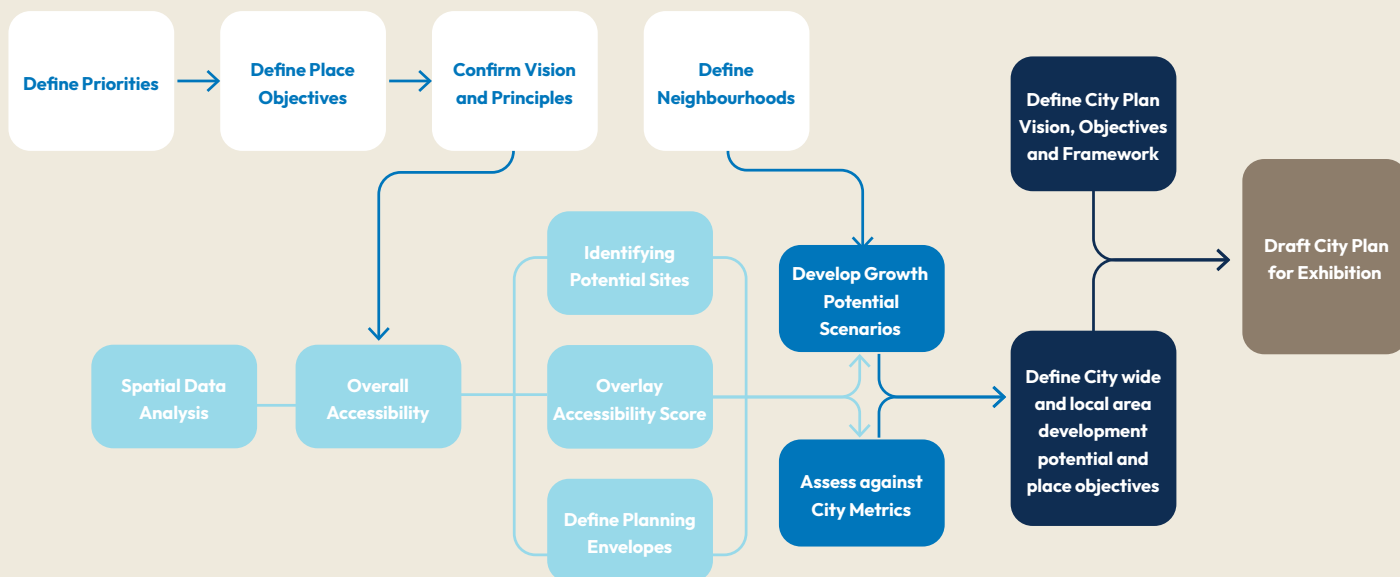 Define Priorities
Define Place
Objectives
Confirm Vision
and Principles
Define
Neighbourhoods
Define City Plan
Vision, Objectives
and Framework
Identifying
Potential Sites
Develop Growth
Potential
Scenarios
Draft City Plan
for Exhibition
Spatial Data
Analysis
Overall
Accessibility
Overlay
Accessibility Score
Define City wide
and local area
development
potential and
place objectives
Define Planning
Envelopes
Assess against
City Metrics